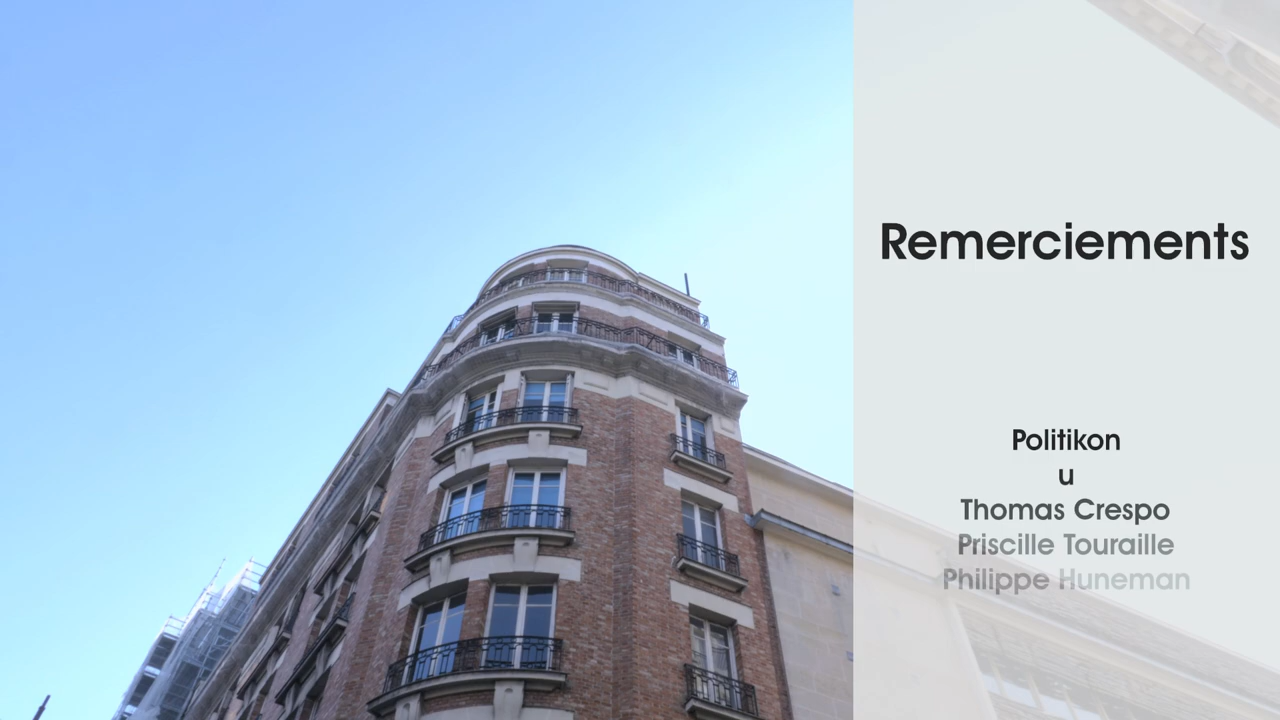 Remerciements
Politikon
u
Thomas Crespo
Priscille Touraille
Philippe Huneman